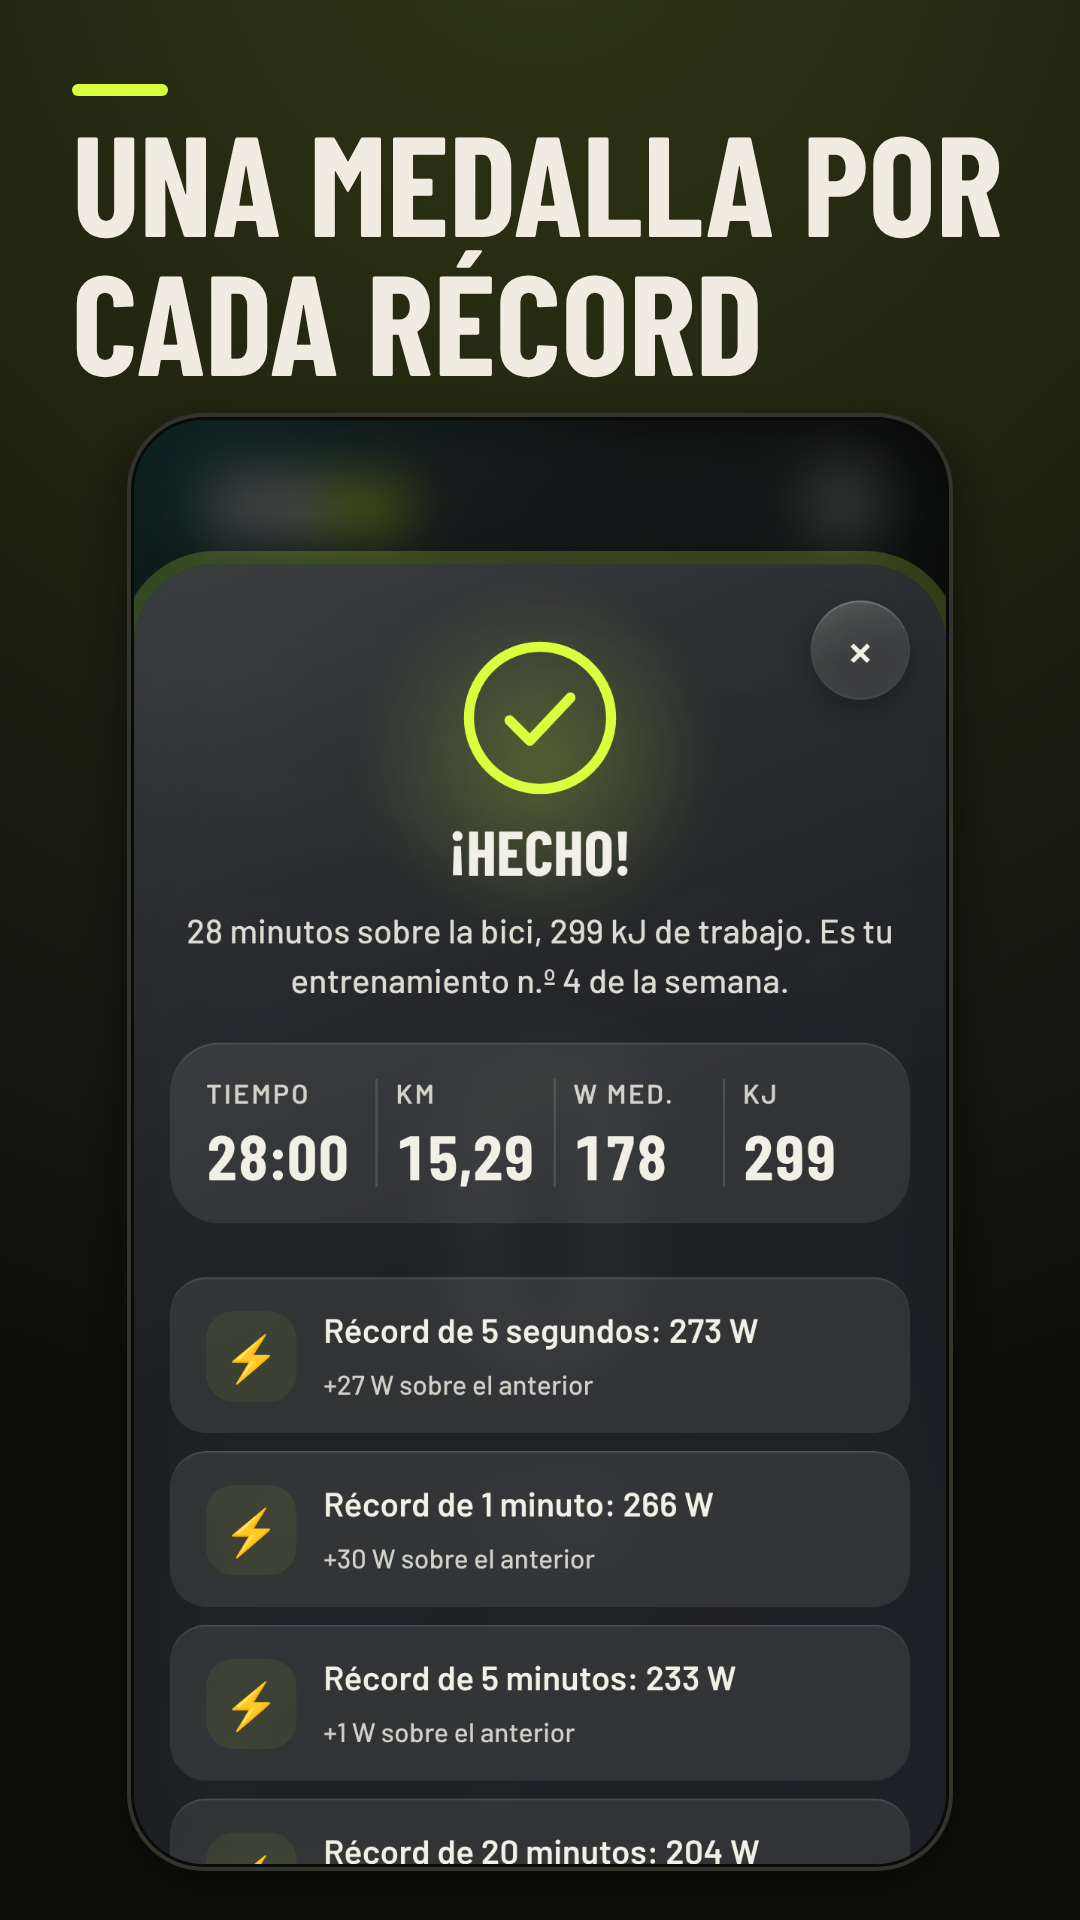 UNA MEDALLA POR
CADA RÉCORD
×
¡HECHO!
28 minutos sobre la bici, 299 kJ de trabajo. Es tu
entrenamiento n.º 4 de la semana.
TIEMPO KM W MED. KJ
28:00 15,29 178 299
Récord de 5 segundos: 273 W
+27 W sobre el anterior
Récord de 1 minuto: 266 W
+30 W sobre el anterior
Récord de 5 minutos: 233 W
+1 W sobre el anterior
Récord de 20 minutos: 204 W